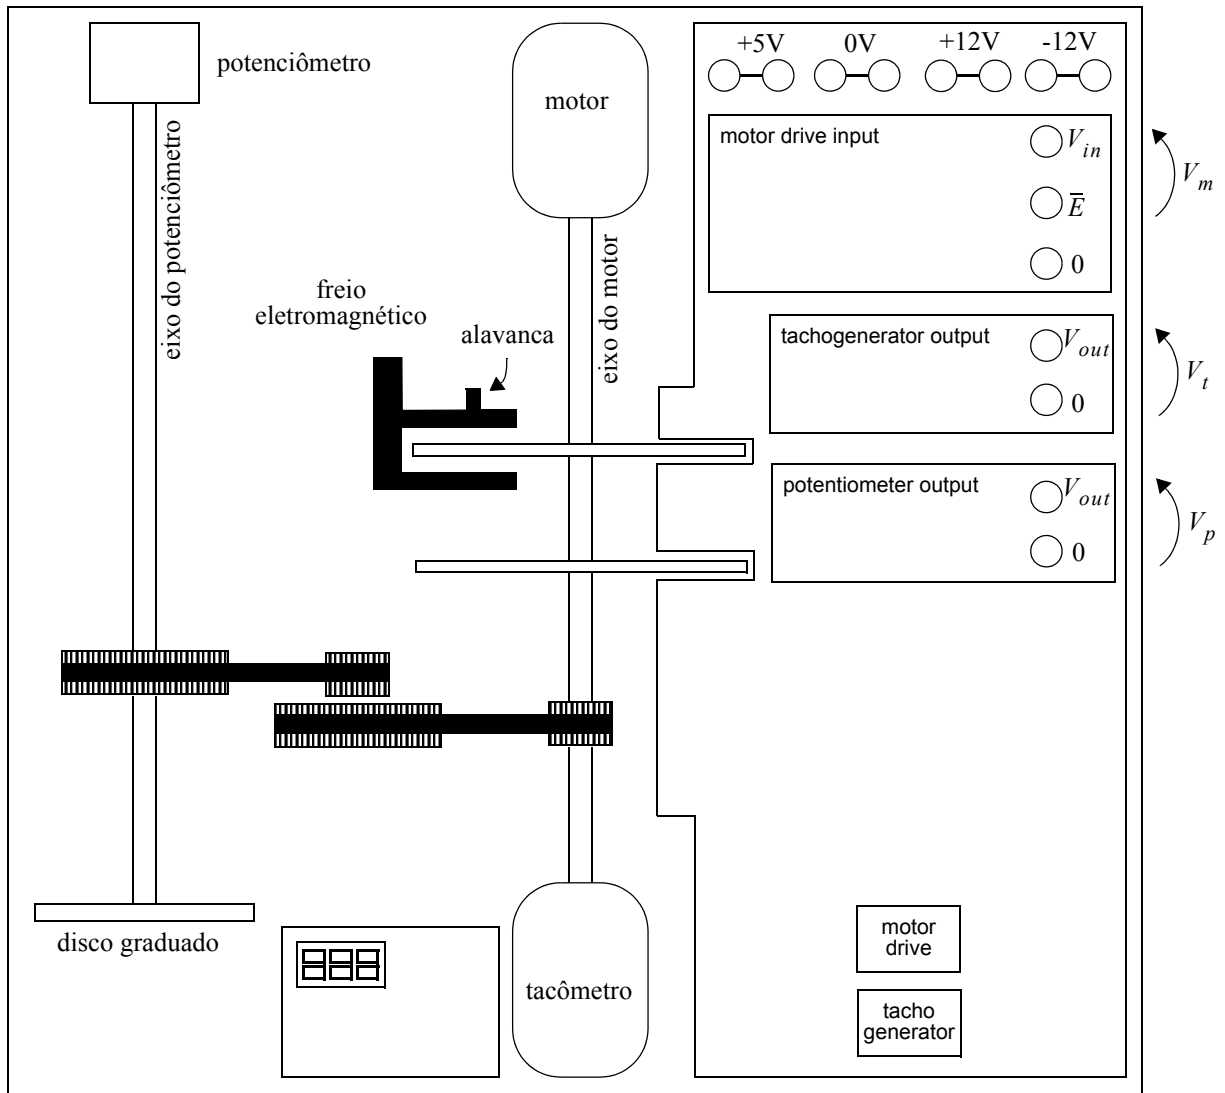 potenciômetro
eixo do potenciômetro
motor
eixo do motor
freio
eletromagnético
alavanca
disco graduado
tacômetro
+5V 0V +12V -12V
motor drive input
V_in
E̅
0
V_m
tachogenerator output
V_out
0
V_t
potentiometer output
V_out
0
V_p
motor
drive
tacho
generator